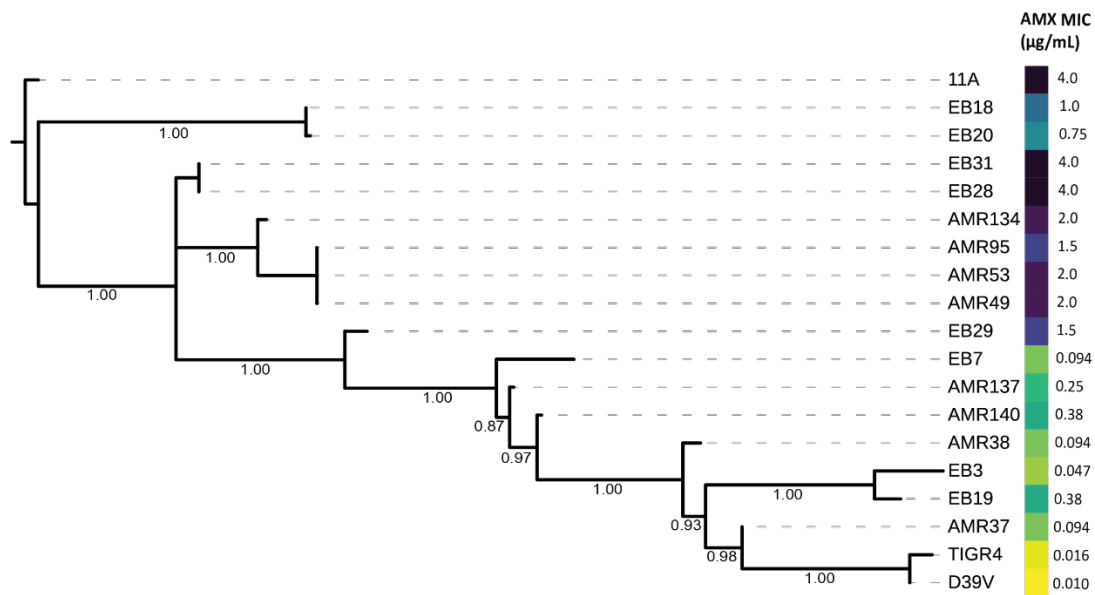 AMX MIC
(µg/mL)
11A 4.0
EB18 1.0
1.00
EB20 0.75
EB31 4.0
EB28 4.0
AMR134 2.0
AMR95 1.5
1.00
AMR53 2.0
1.00
AMR49 2.0
EB29 1.5
EB7 0.094
1.00
AMR137 0.25
1.00
AMR140 0.38
0.87
AMR38 0.094
0.97
EB3 0.047
1.00
1.00
EB19 0.38
0.93
AMR37 0.094
0.98
TIGR4 0.016
1.00
D39V 0.010